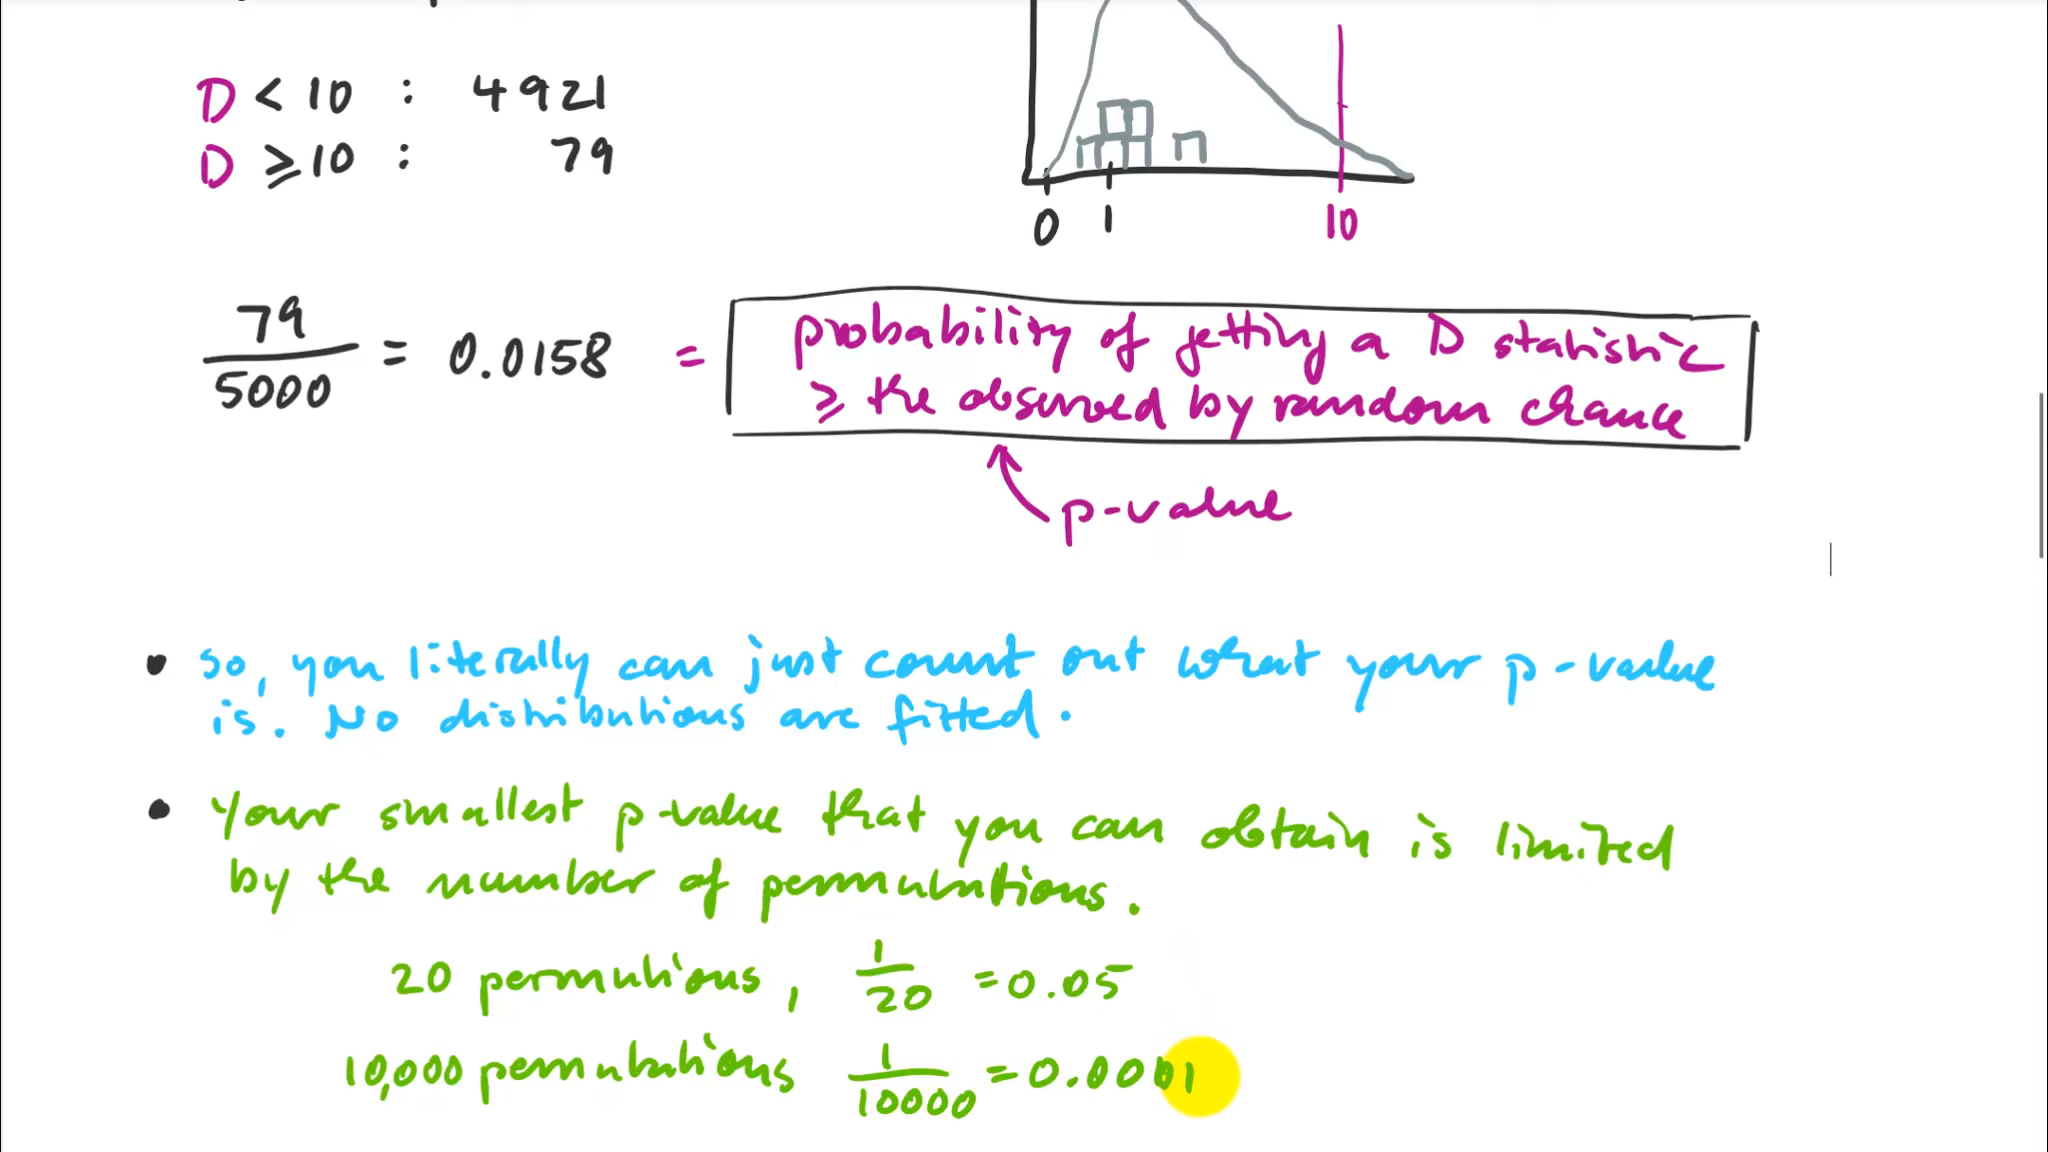 D < 10 : 4921
D ⩾ 10 : 79
0 1 10
79/5000 = 0.0158 = probability of getting a D statistic
⩾ the observed by random chance
p-value
• so, you literally can just count out what your p-value
is. No distributions are fitted.
• Your smallest p-value that you can obtain is limited
by the number of permutations.
20 permutions, 1/20 = 0.05
10,000 permutations 1/10000 = 0.0001